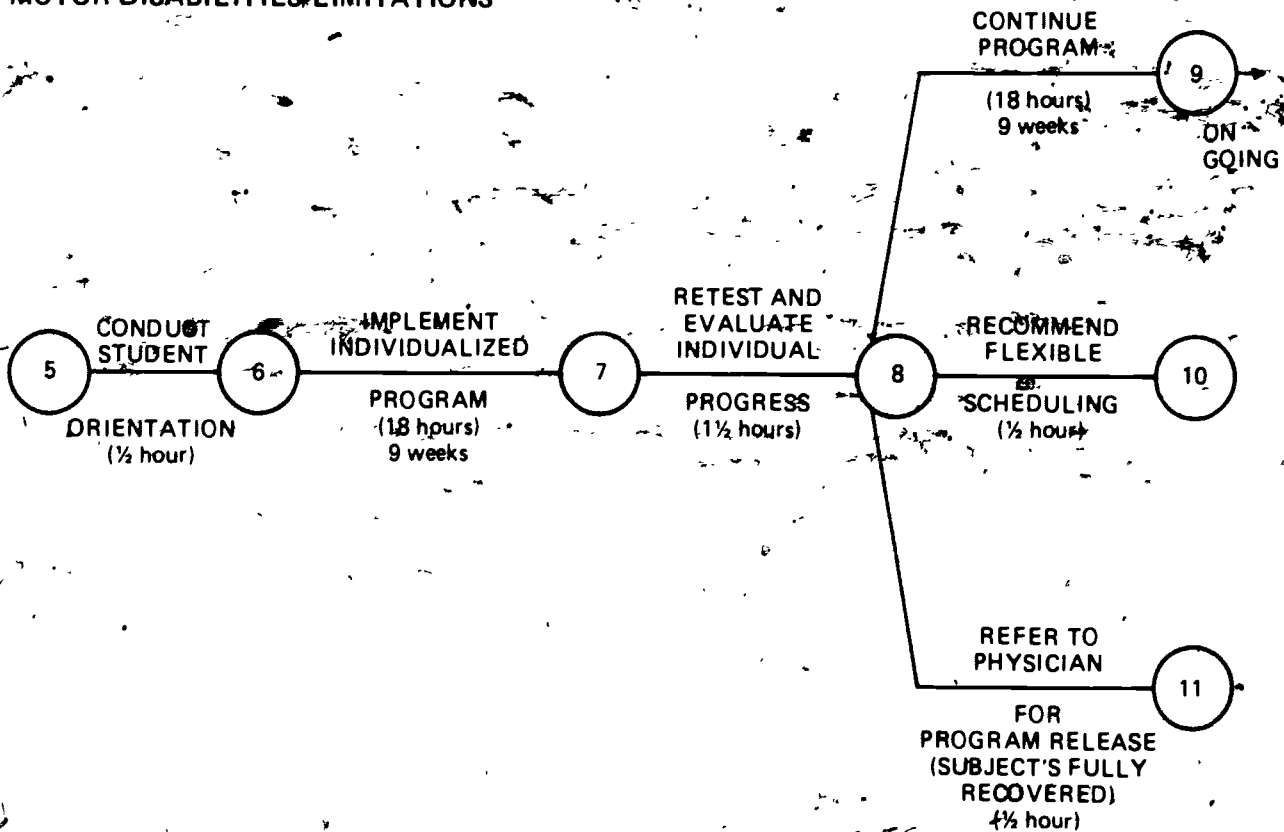 MOTOR DISABILITIES/LIMITATIONS
CONTINUE
PROGRAM
9
(18 hours)
9 weeks
ON
GOING
5
CONDUCT
STUDENT
ORIENTATION
(½ hour)
6
IMPLEMENT
INDIVIDUALIZED
PROGRAM
(18 hours)
9 weeks
7
RETEST AND
EVALUATE
INDIVIDUAL
PROGRESS
(1½ hours)
8
RECOMMEND
FLEXIBLE
SCHEDULING
(½ hour)
10
REFER TO
PHYSICIAN
11
FOR
PROGRAM RELEASE
(SUBJECT'S FULLY
RECOVERED)
(½ hour)